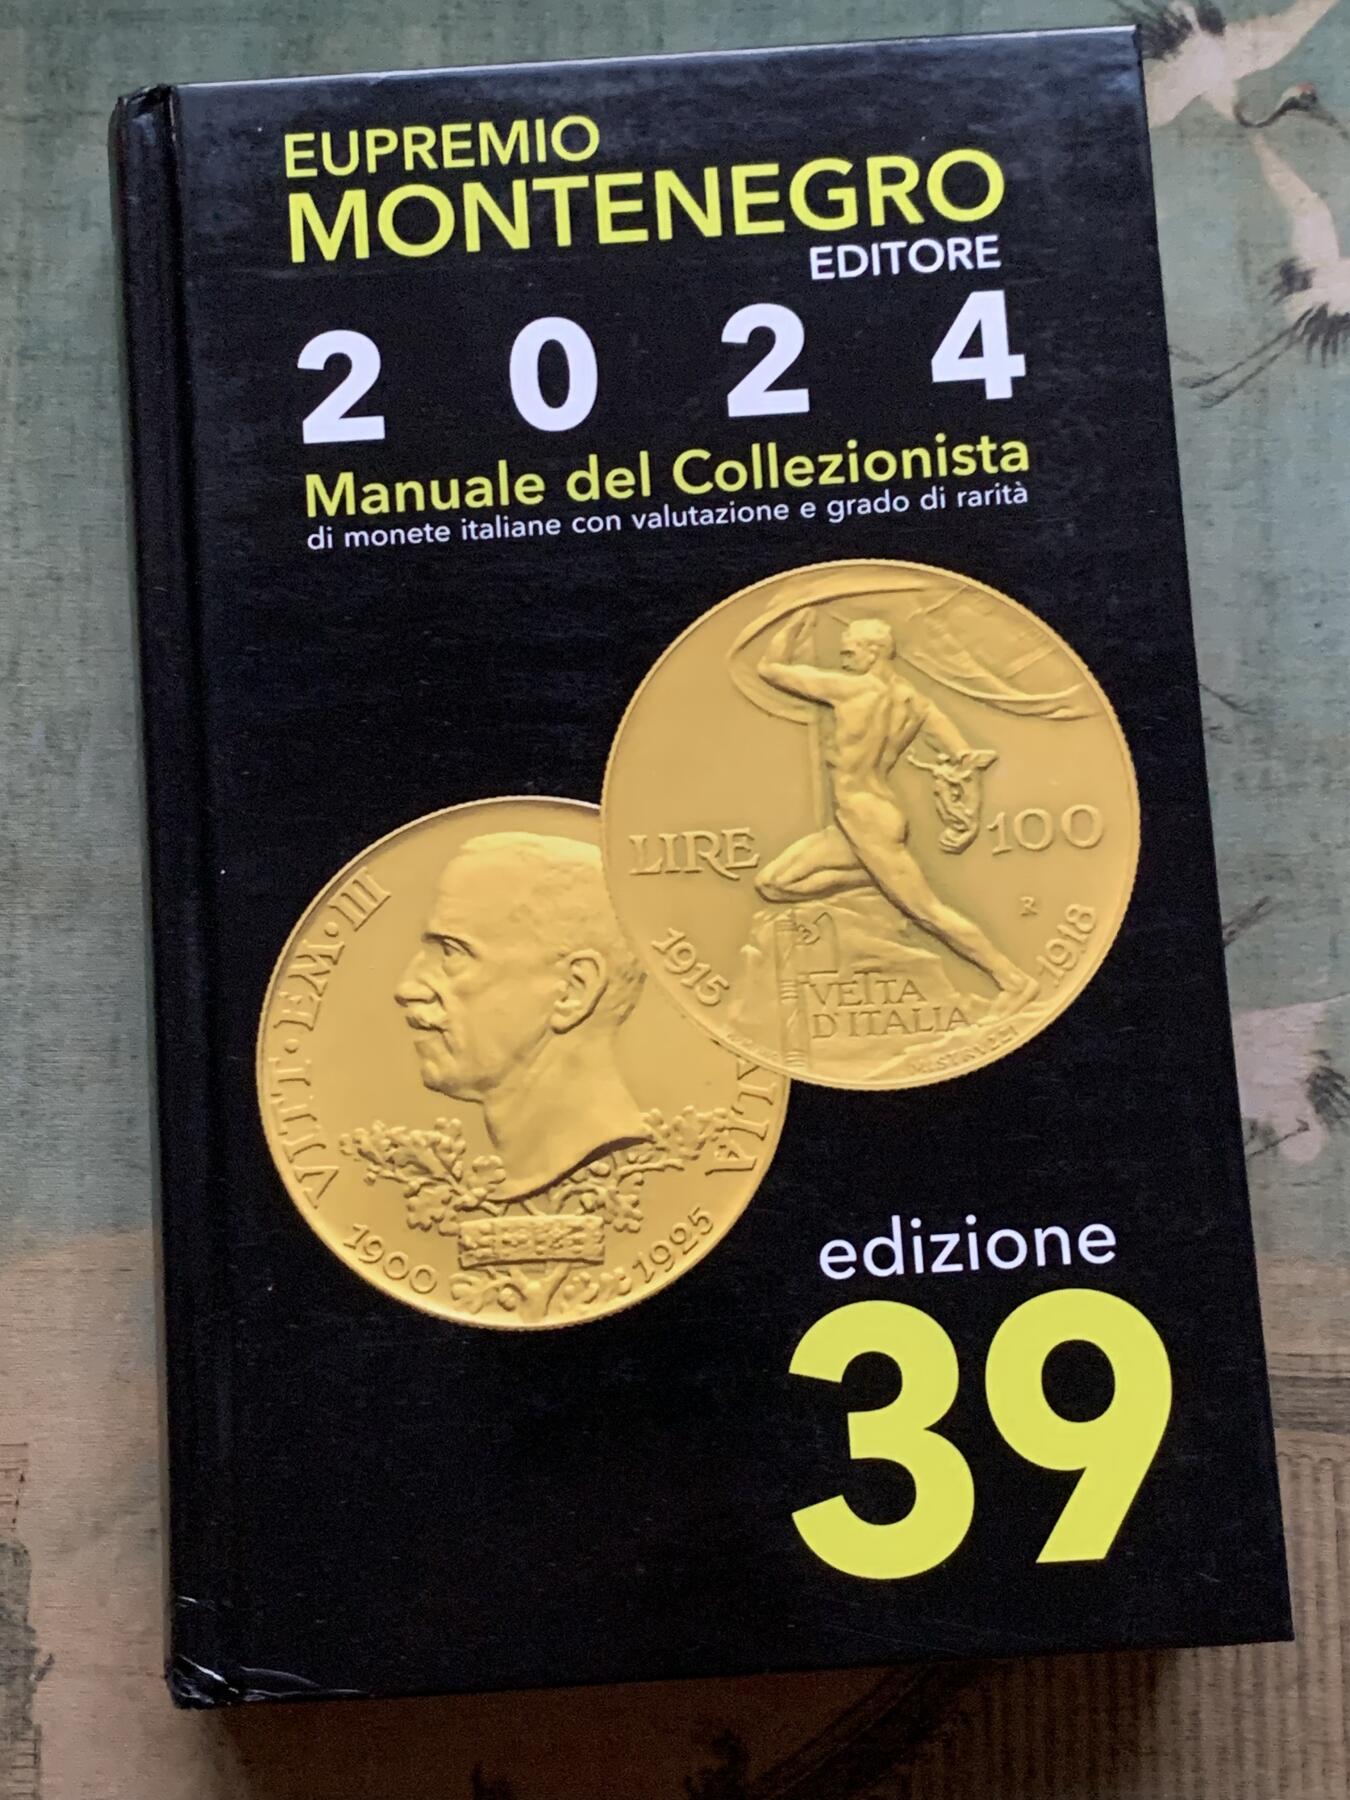 EUPREMIO
MONTENEGRO
EDITORE
2024
Manuale del Collezionista
di monete italiane con valutazione e grado di rarità
LIRE 100
R
1915 1918
VETTA
D'ITALIA
VITT·EM·III
1900 1925
edizione
39